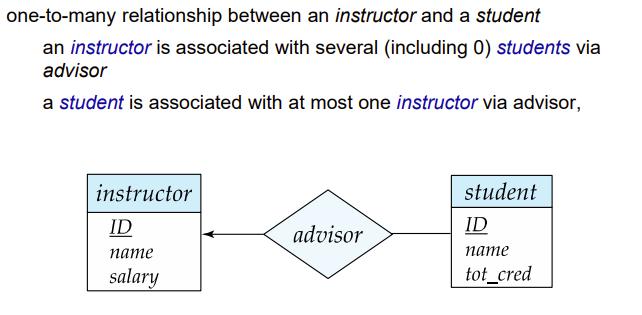 one-to-many relationship between an instructor and a student
an instructor is associated with several (including 0) students via
advisor
a student is associated with at most one instructor via advisor,
instructor
ID
name
salary
advisor
student
ID
name
tot_cred